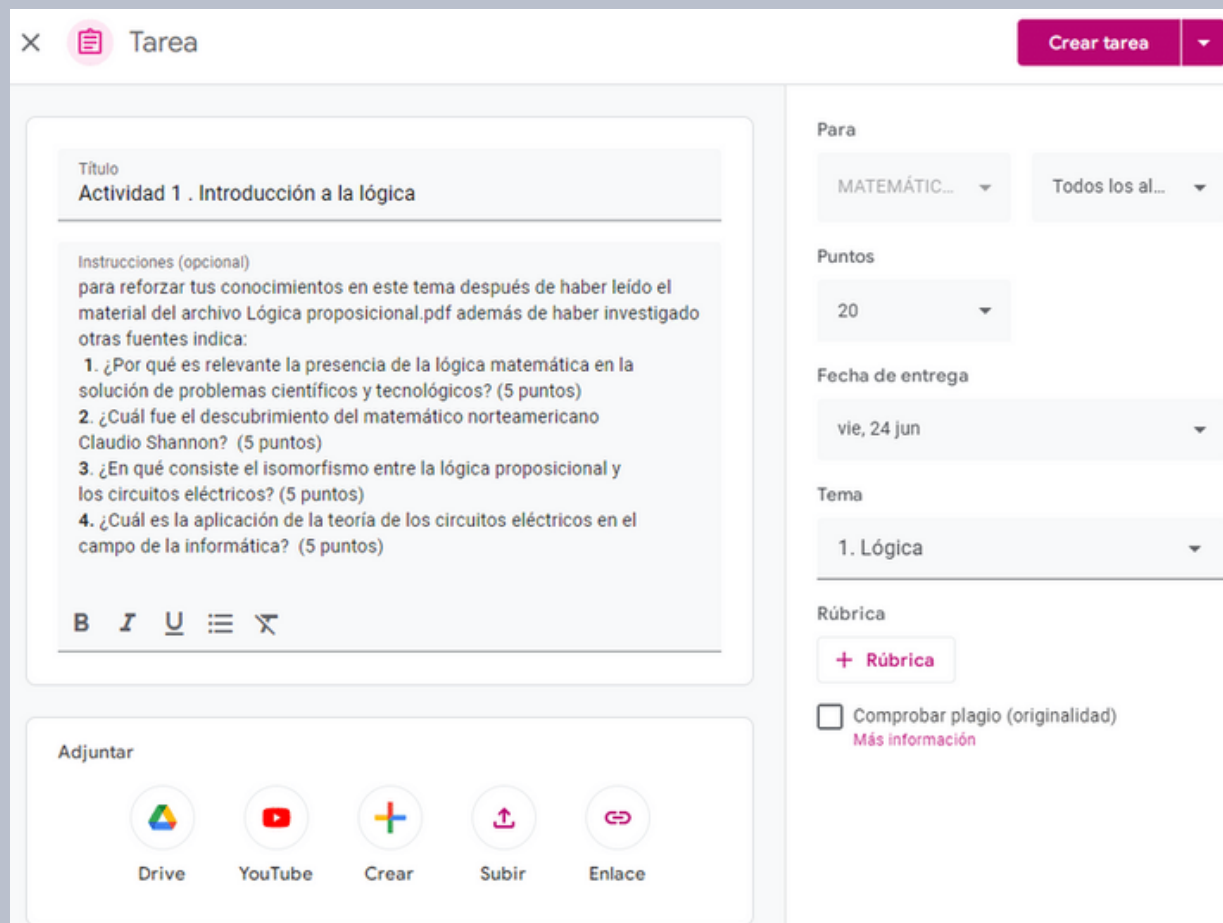 Tarea
Crear tarea
Título
Actividad 1 . Introducción a la lógica
Instrucciones (opcional)
para reforzar tus conocimientos en este tema después de haber leído el
material del archivo Lógica proposicional.pdf además de haber investigado
otras fuentes indica:
1. ¿Por qué es relevante la presencia de la lógica matemática en la
solución de problemas científicos y tecnológicos? (5 puntos)
2. ¿Cuál fue el descubrimiento del matemático norteamericano
Claudio Shannon? (5 puntos)
3. ¿En qué consiste el isomorfismo entre la lógica proposicional y
los circuitos eléctricos? (5 puntos)
4. ¿Cuál es la aplicación de la teoría de los circuitos eléctricos en el
campo de la informática? (5 puntos)
B I U
Adjuntar
Drive YouTube Crear Subir Enlace
Para
MATEMÁTIC... Todos los al...
Puntos
20
Fecha de entrega
vie, 24 jun
Tema
1. Lógica
Rúbrica
+ Rúbrica
Comprobar plagio (originalidad)
Más información